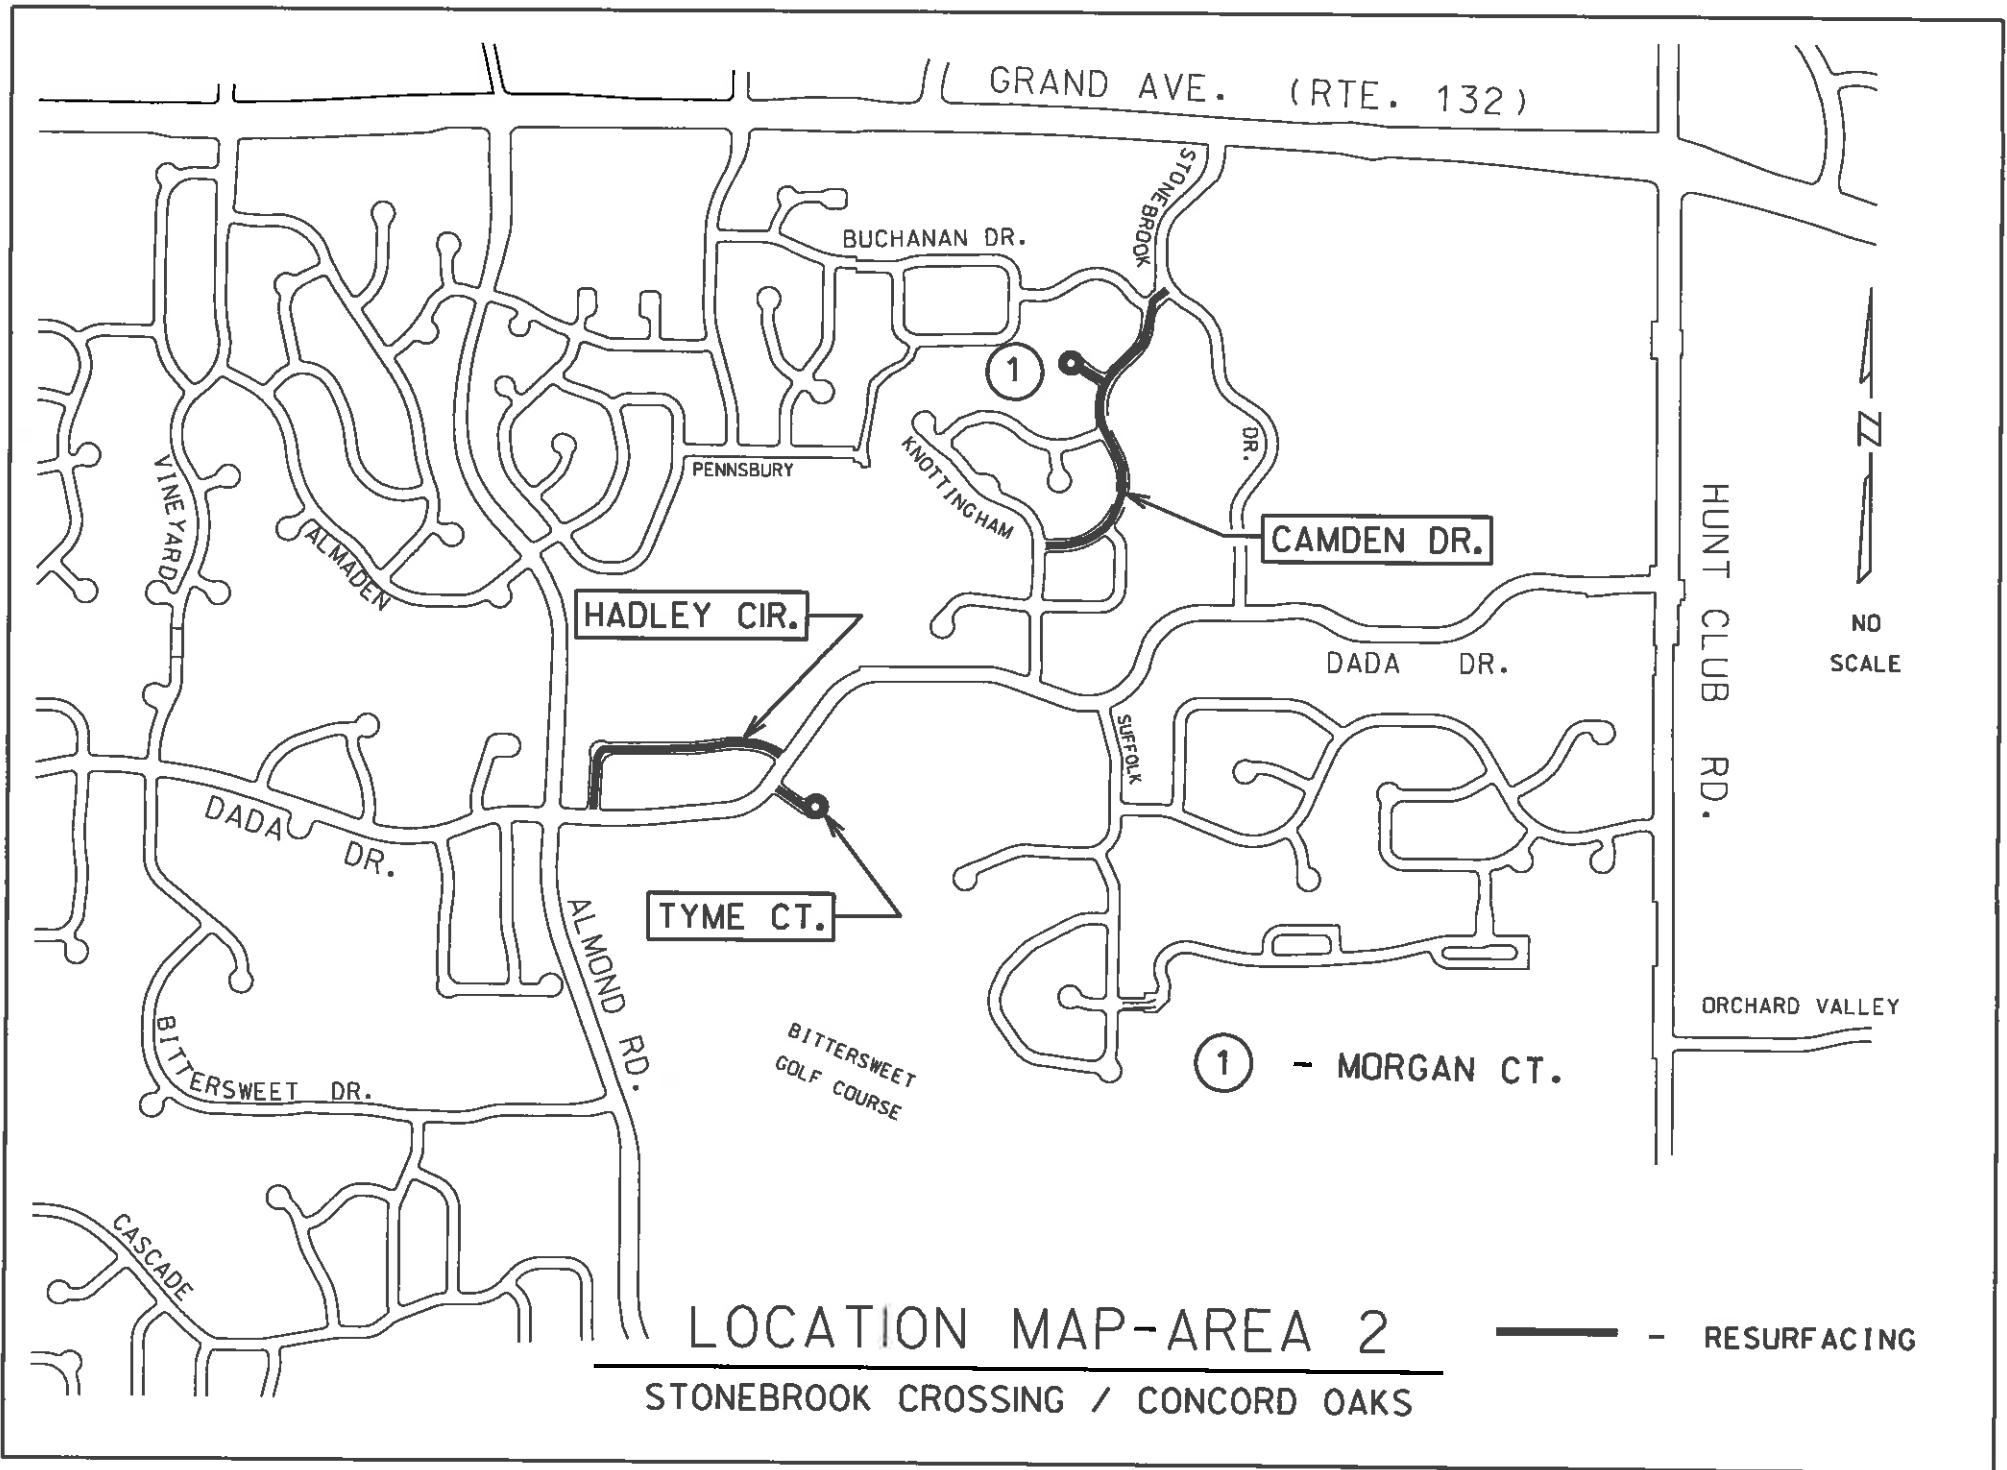 GRAND AVE. (RTE. 132)
STONEBROOK
DR.
BUCHANAN DR.
1
PENNSBURY
KNOTTINGHAM
CAMDEN DR.
VINEYARD
ALMADEN
HADLEY CIR.
DADA DR.
HUNT CLUB RD.
N
NO
SCALE
SUFFOLK
DADA DR.
TYME CT.
ALMOND RD.
BITTERSWEET
GOLF COURSE
ORCHARD VALLEY
1 - MORGAN CT.
BITTERSWEET DR.
CASCADE
LOCATION MAP-AREA 2
- RESURFACING
STONEBROOK CROSSING / CONCORD OAKS